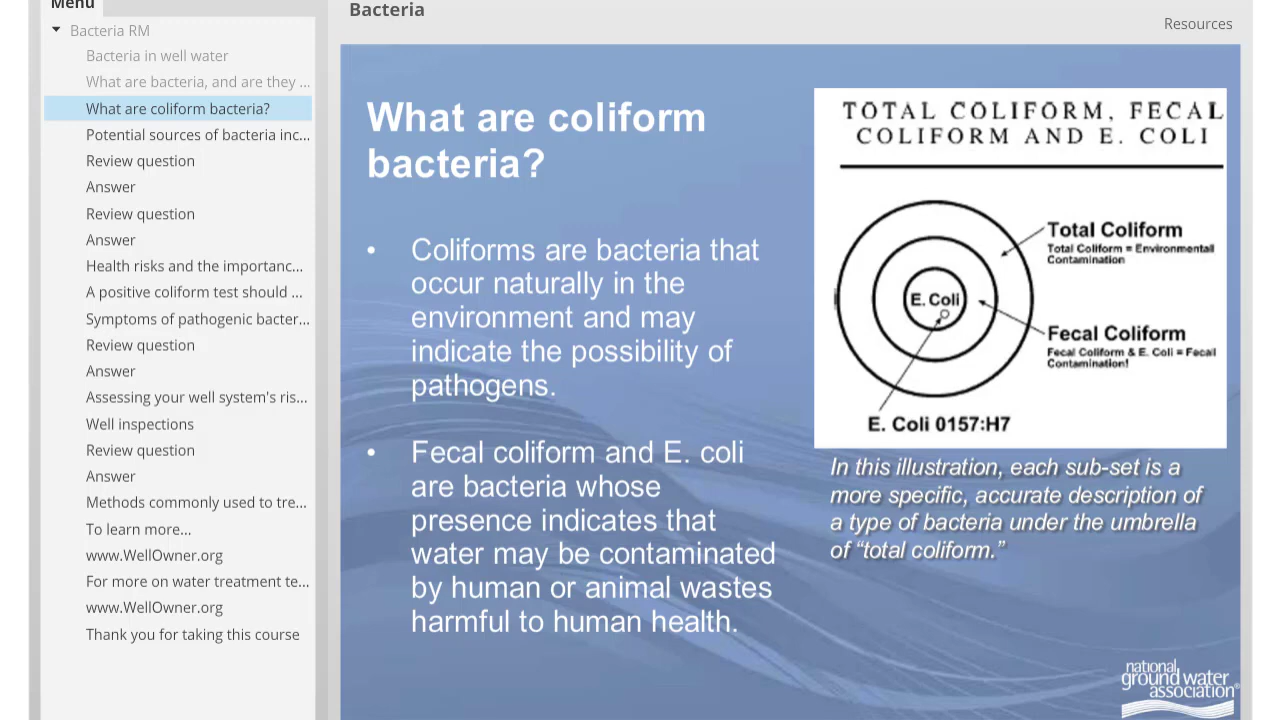 Menu
Bacteria RM
Bacteria in well water
What are bacteria, and are they ...
What are coliform bacteria?
Potential sources of bacteria inc...
Review question
Answer
Review question
Answer
Health risks and the importanc...
A positive coliform test should ...
Symptoms of pathogenic bacter...
Review question
Answer
Assessing your well system's ris...
Well inspections
Review question
Answer
Methods commonly used to tre...
To learn more...
www.WellOwner.org
For more on water treatment te...
www.WellOwner.org
Thank you for taking this course
Bacteria
Resources
What are coliform
bacteria?
• Coliforms are bacteria that
occur naturally in the
environment and may
indicate the possibility of
pathogens.
• Fecal coliform and E. coli
are bacteria whose
presence indicates that
water may be contaminated
by human or animal wastes
harmful to human health.
TOTAL COLIFORM, FECAL
COLIFORM AND E. COLI
Total Coliform
Total Coliform = Environmental
Contamination
E. Coli
Fecal Coliform
Fecal Coliform & E. Coli = Fecal
Contamination!
E. Coli 0157:H7
In this illustration, each sub-set is a
more specific, accurate description of
a type of bacteria under the umbrella
of “total coliform.”
national
ground water
association®